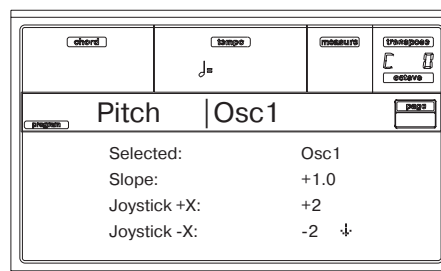 chord tempo measure transpose
♩=
C 0
octave
program Pitch |Osc1 page
Selected: Osc1
Slope: +1.0
Joystick +X: +2
Joystick -X: -2